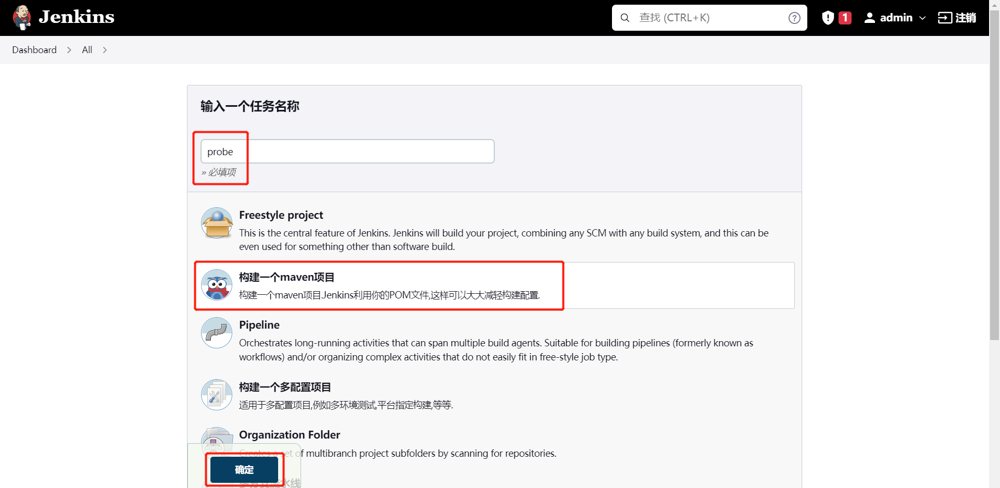 Jenkins
查找 (CTRL+K)
1
admin
注销
Dashboard
All
输入一个任务名称
probe
» 必填项
Freestyle project
This is the central feature of Jenkins. Jenkins will build your project, combining any SCM with any build system, and this can be
even used for something other than software build.
构建一个maven项目
构建一个maven项目.Jenkins利用你的POM文件,这样可以大大减轻构建配置.
Pipeline
Orchestrates long-running activities that can span multiple build agents. Suitable for building pipelines (formerly known as
workflows) and/or organizing complex activities that do not easily fit in free-style job type.
构建一个多配置项目
适用于多配置项目,例如多环境测试,平台指定构建,等等.
Organization Folder
Creates a set of multibranch project subfolders by scanning for repositories.
确定